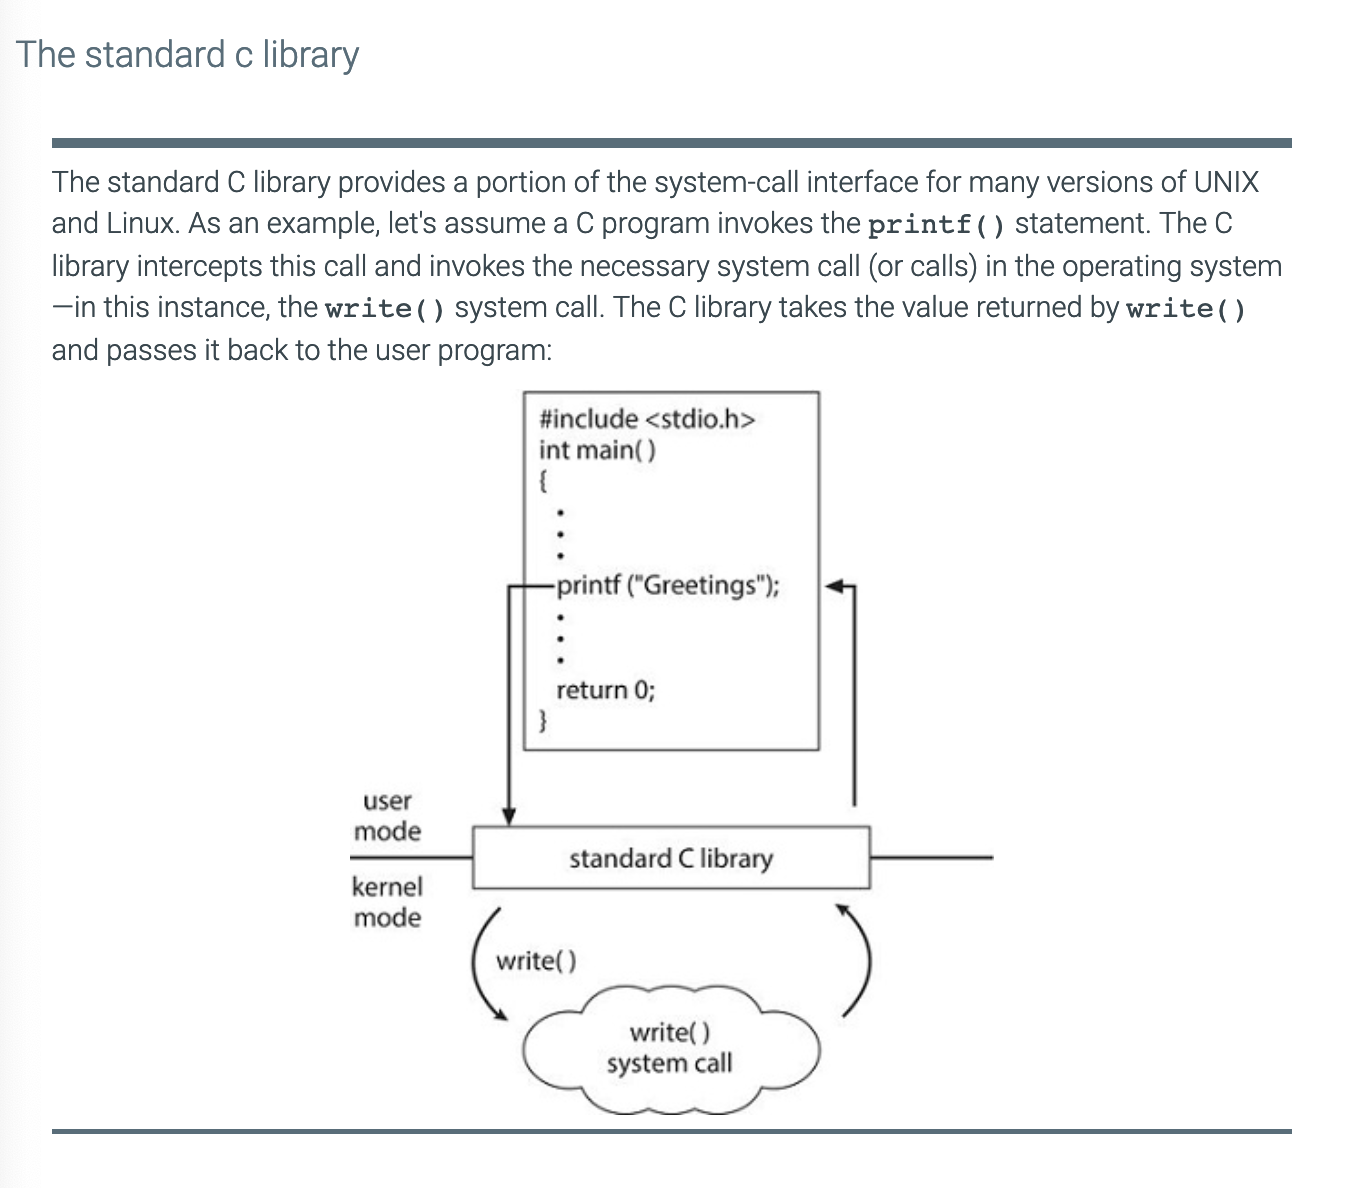 The standard c library
The standard C library provides a portion of the system-call interface for many versions of UNIX
and Linux. As an example, let's assume a C program invokes the printf() statement. The C
library intercepts this call and invokes the necessary system call (or calls) in the operating system
—in this instance, the write() system call. The C library takes the value returned by write()
and passes it back to the user program:
#include <stdio.h>
int main( )
{
.
.
.
printf ("Greetings");
.
.
.
return 0;
}
user
mode
standard C library
kernel
mode
write( )
write( )
system call